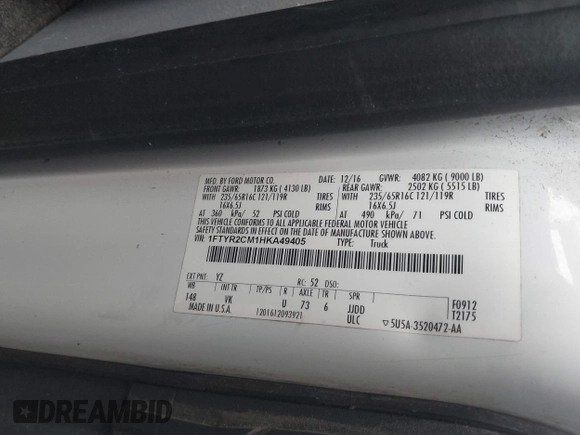 MFD. BY FORD MOTOR CO. DATE: 12/16 GVWR: 4082 KG ( 9000 LB)
FRONT GAWR: 1873 KG ( 4130 LB) REAR GAWR: 2502 KG ( 5515 LB)
235/65R16C 121/119R TIRES WITH 235/65R16C 121/119R TIRES
16X6.5J RIMS 16X6.5J RIMS
AT 360 kPa/ 52 PSI COLD AT 490 kPa/ 71 PSI COLD
THIS VEHICLE CONFORMS TO ALL APPLICABLE FEDERAL MOTOR VEHICLE
SAFETY STANDARDS IN EFFECT ON THE DATE OF MANUFACTURE SHOWN ABOVE.
VIN: 1FTYR2CM1HKA49405 TYPE: Truck
EXT PNT: YZ RC: 52 DSO:
WB INT TR TP/PS R AXLE TR SPR
148 VK U 73 6 JJDD
ULC
F0912
T2175
MADE IN U.S.A. 1201612093921 5U5A-3520472-AA
DREAMBID